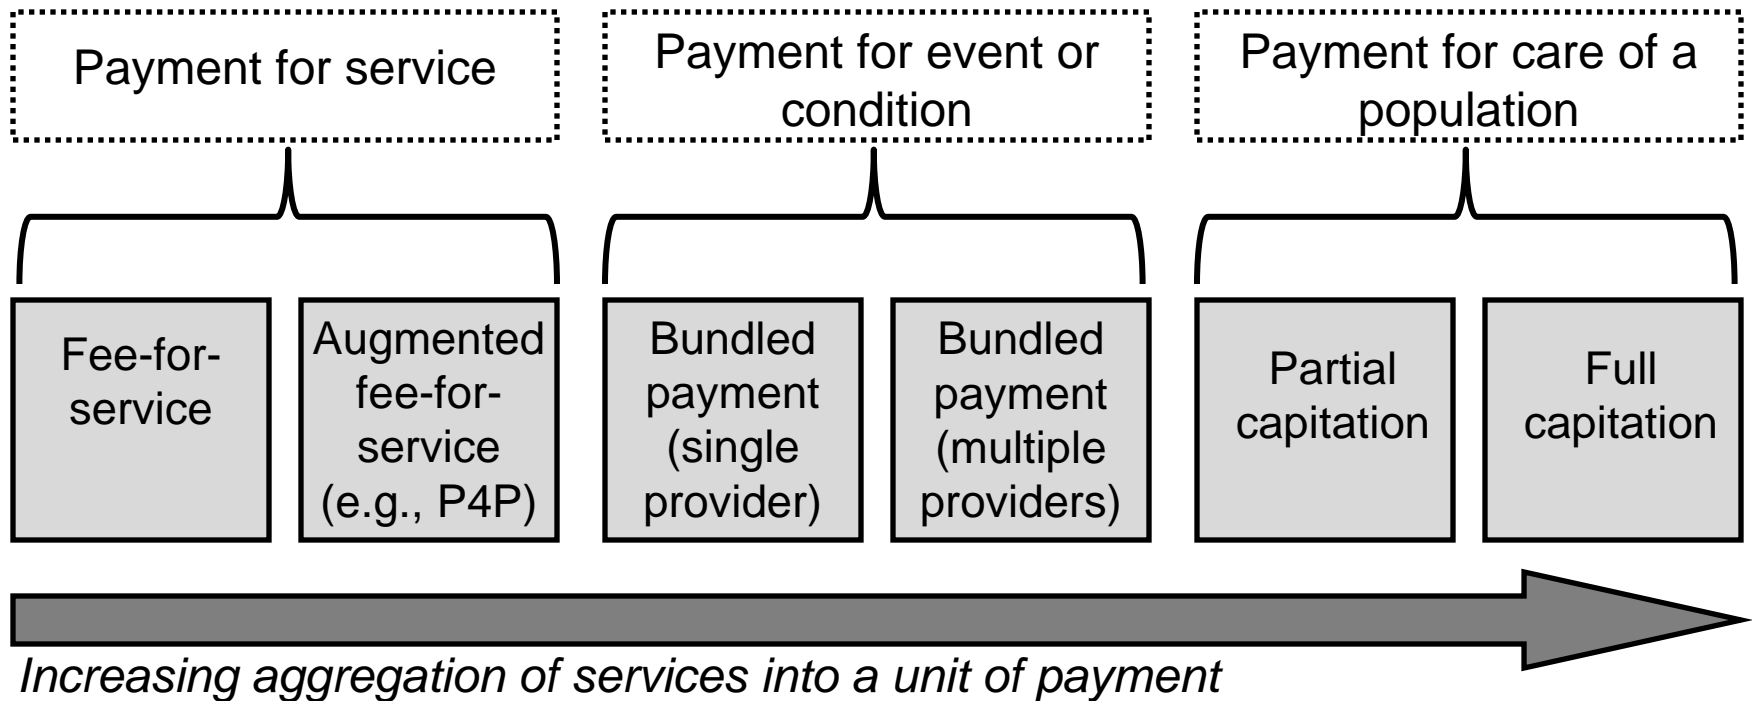 Payment for service
Payment for event or
condition
Payment for care of a
population
Fee-for-
service
Augmented
fee-for-
service
(e.g., P4P)
Bundled
payment
(single
provider)
Bundled
payment
(multiple
providers)
Partial
capitation
Full
capitation
Increasing aggregation of services into a unit of payment